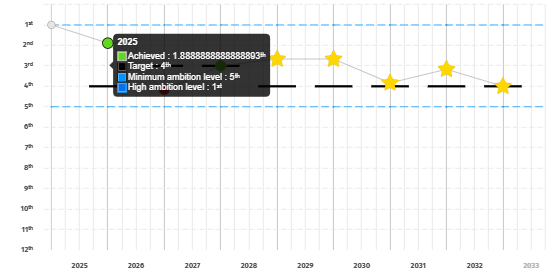 1st
2nd
3rd
4th
5th
6th
7th
8th
9th
10th
11th
12th
2025
Achieved : 1.8388888888888893th
Target : 4th
Minimum ambition level : 5th
High ambition level : 1st
2025 2026 2027 2028 2029 2030 2031 2032 2033